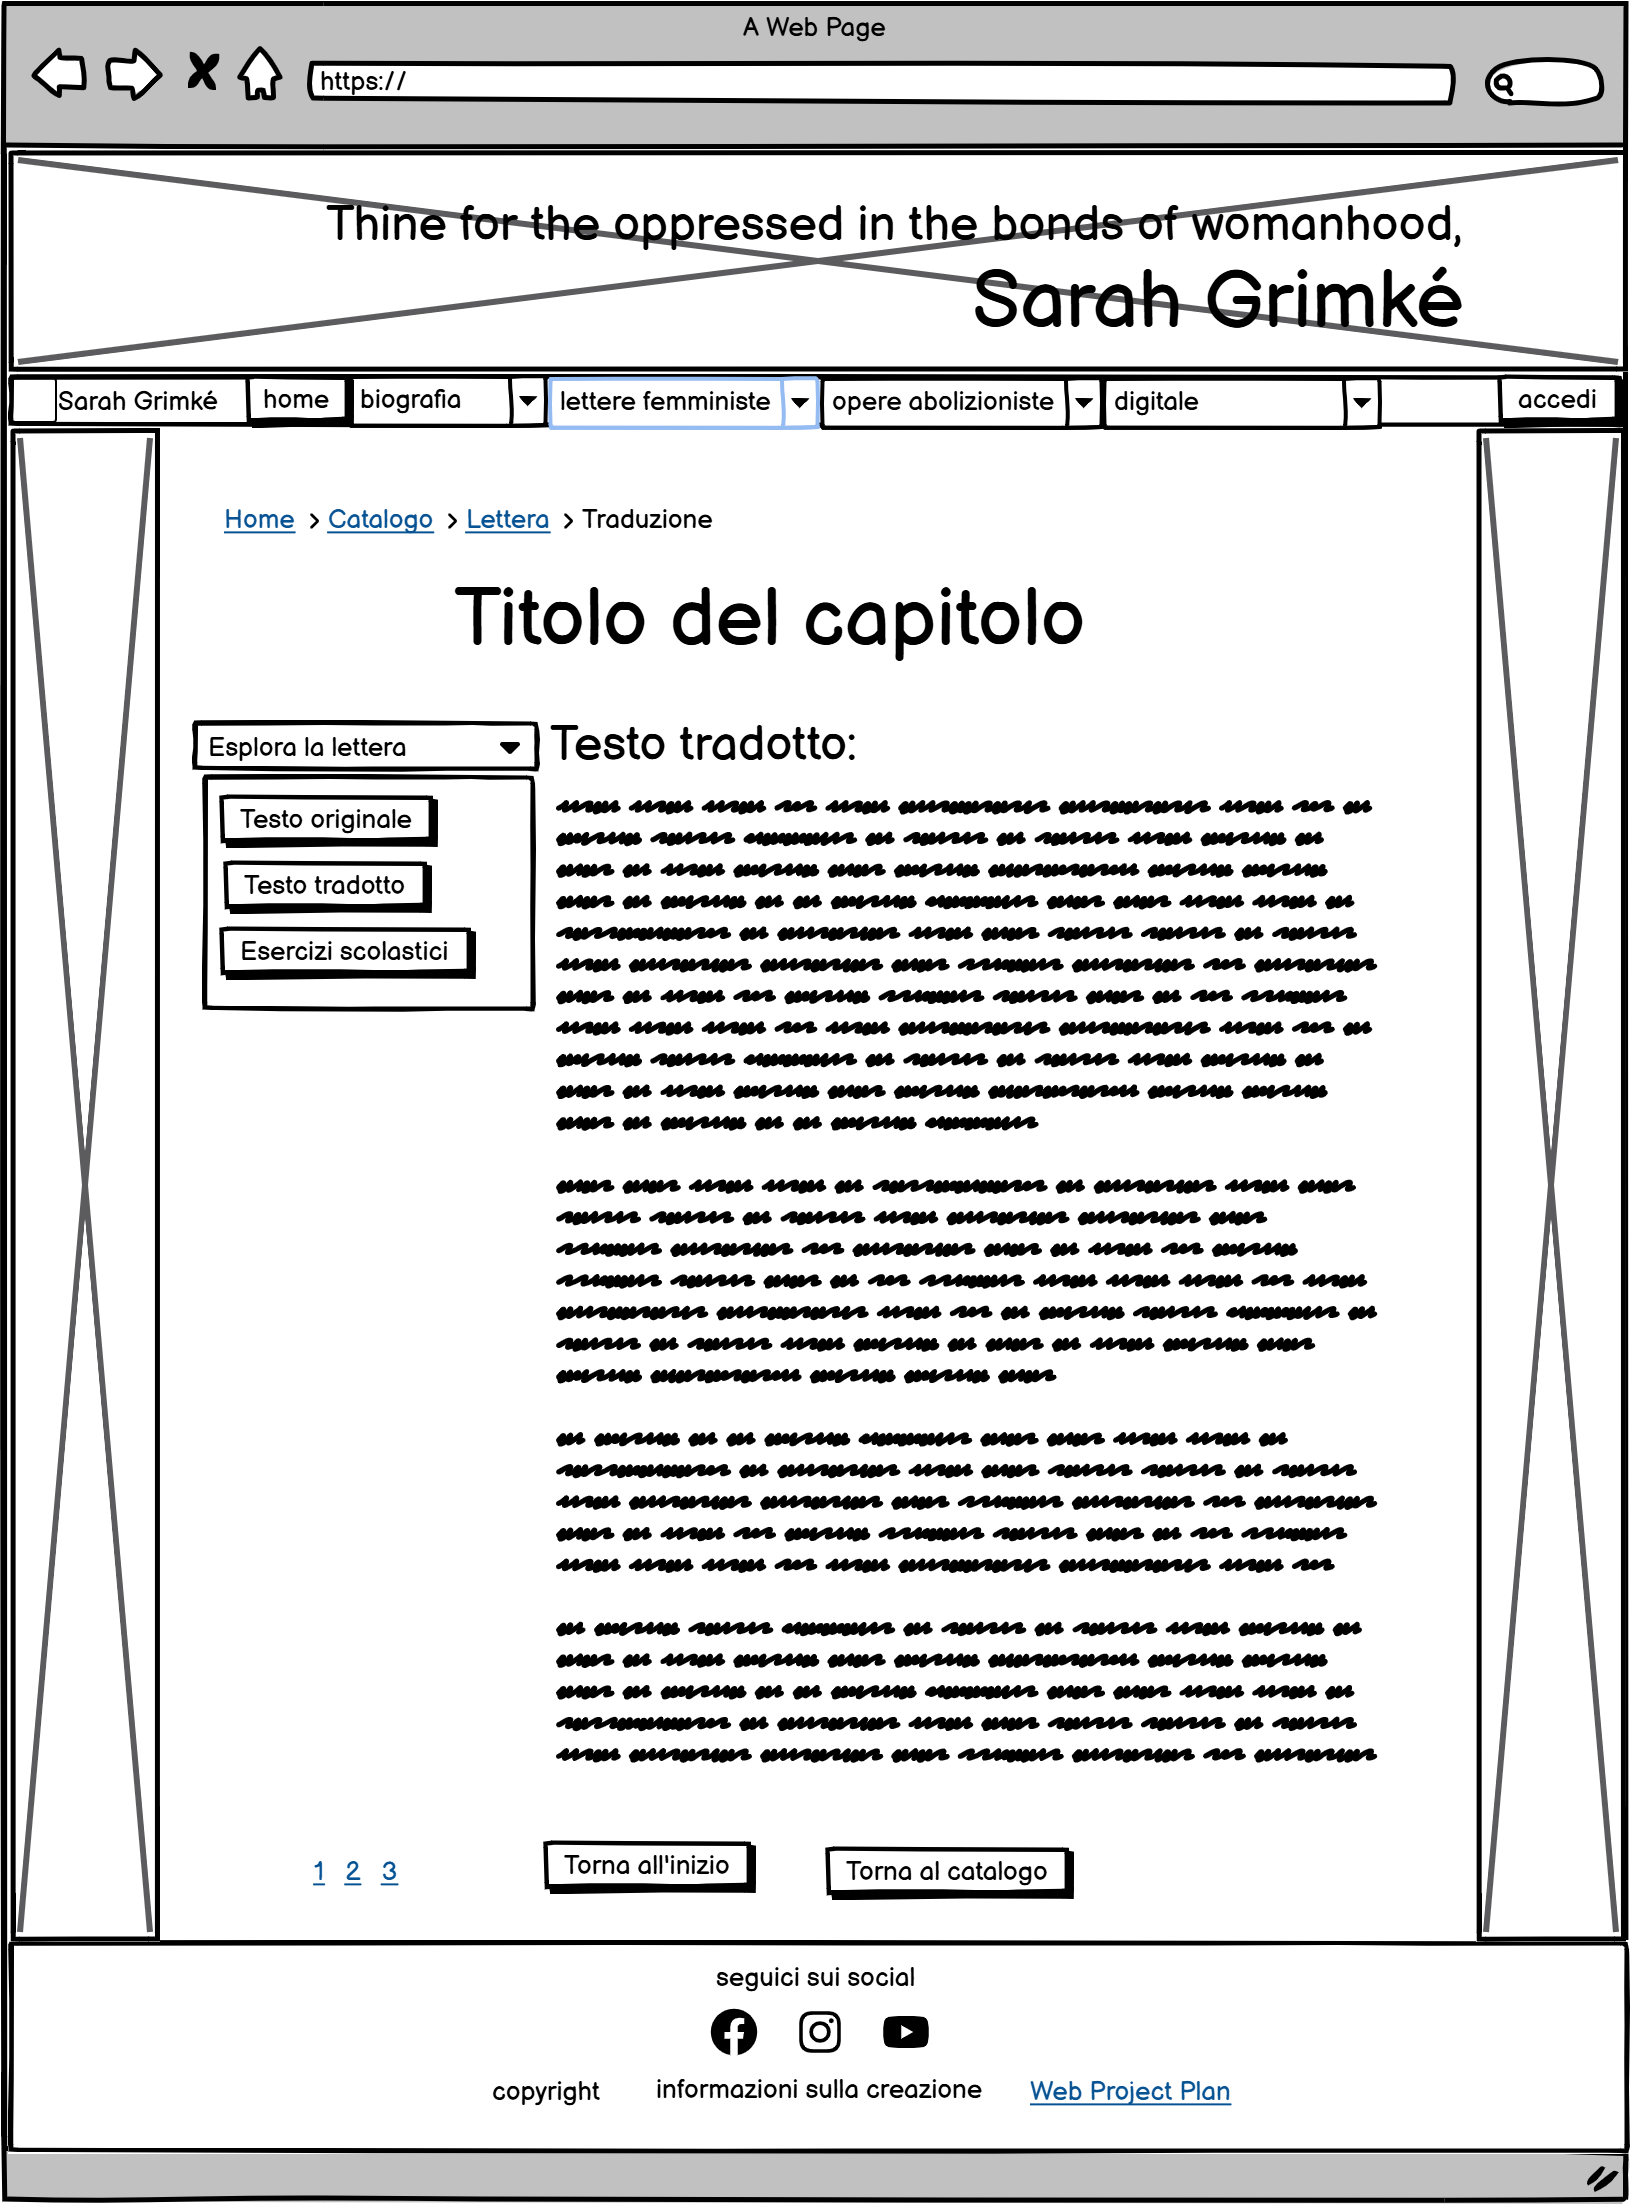 A Web Page
https://
Thine for the oppressed in the bonds of womanhood,
Sarah Grimké
Sarah Grimké home biografia lettere femministe opere abolizioniste digitale accedi
Home > Catalogo > Lettera > Traduzione
Titolo del capitolo
Esplora la lettera
Testo originale
Testo tradotto
Esercizi scolastici
Testo tradotto:
1 2 3
Torna all'inizio
Torna al catalogo
seguici sui social
copyright informazioni sulla creazione Web Project Plan